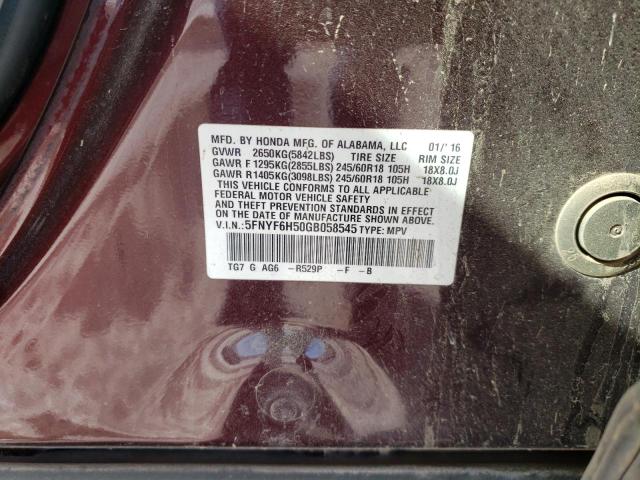 MFD. BY HONDA MFG. OF ALABAMA, LLC 01/'16
GVWR 2650KG(5842LBS) TIRE SIZE RIM SIZE
GAWR F 1295KG(2855LBS) 245/60R18 105H 18X8.0J
GAWR R1405KG(3098LBS) 245/60R18 105H 18X8.0J
THIS VEHICLE CONFORMS TO ALL APPLICABLE
FEDERAL MOTOR VEHICLE SAFETY
AND THEFT PREVENTION STANDARDS IN EFFECT
ON THE DATE OF MANUFACTURE SHOWN ABOVE.
V.I.N.:5FNYF6H50GB058545 TYPE: MPV
TG7 G AG6 -R529P -F -B